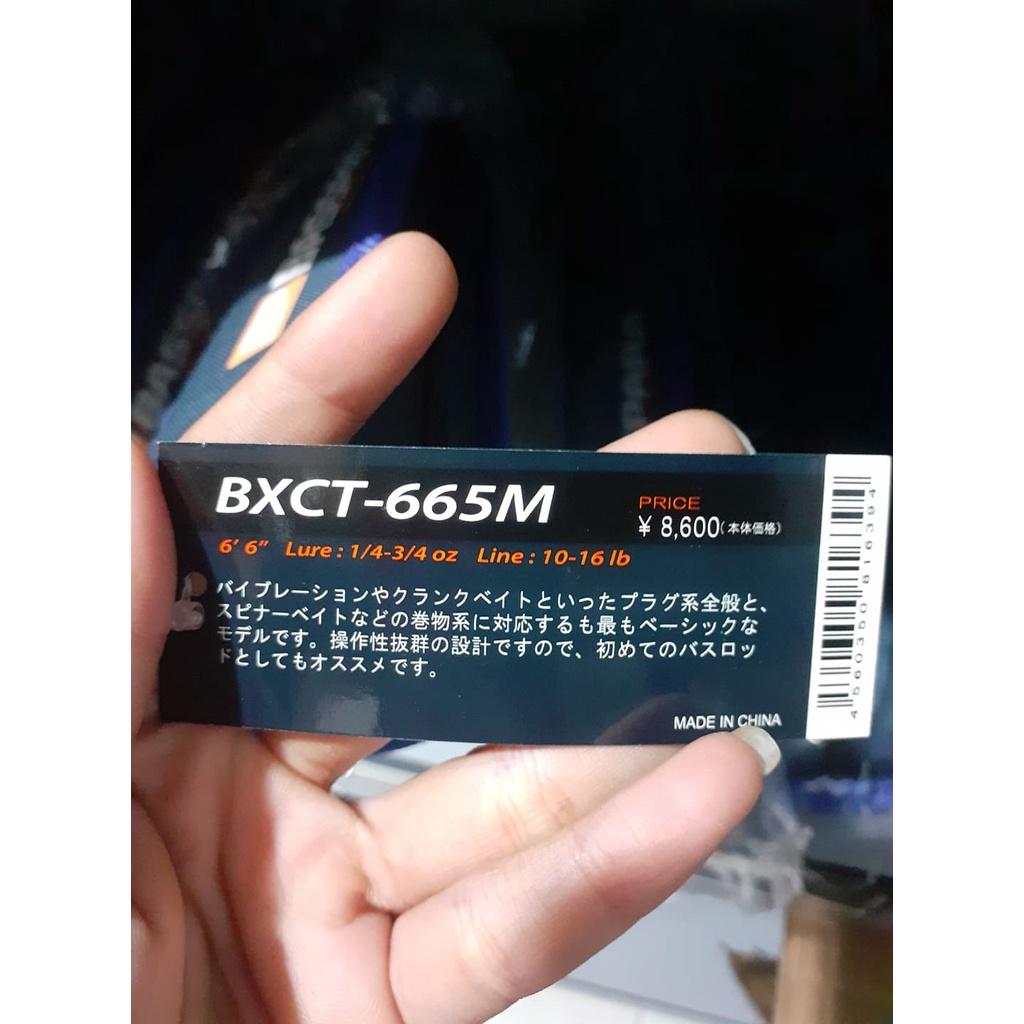 BXCT-665M
PRICE
¥ 8,600(本体価格)
6' 6" Lure : 1/4-3/4 oz Line : 10-16 lb
バイブレーションやクランクベイトといったプラグ系全般と、
スピナーベイトなどの巻物系に対応するも最もベーシックな
モデルです。操作性抜群の設計ですので、初めてのバスロッ
ドとしてもオススメです。
MADE IN CHINA
4 560350 816394